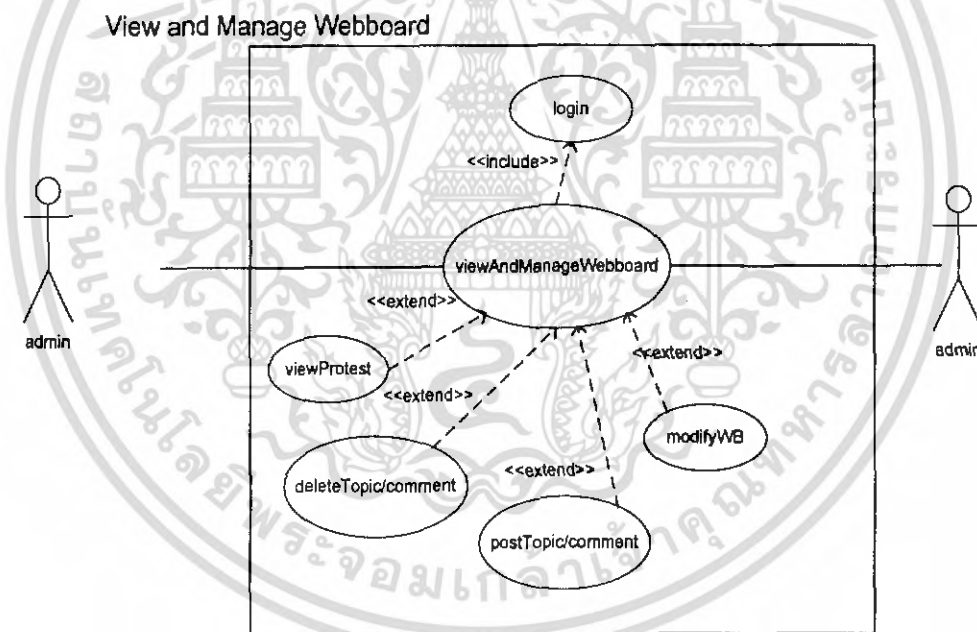 View and Manage Webboard
login
<<include>>
viewAndManageWebboard
<<extend>>
admin
admin
viewProtest
<<extend>>
<<extend>>
modifyWB
deleteTopic/comment
<<extend>>
postTopic/comment